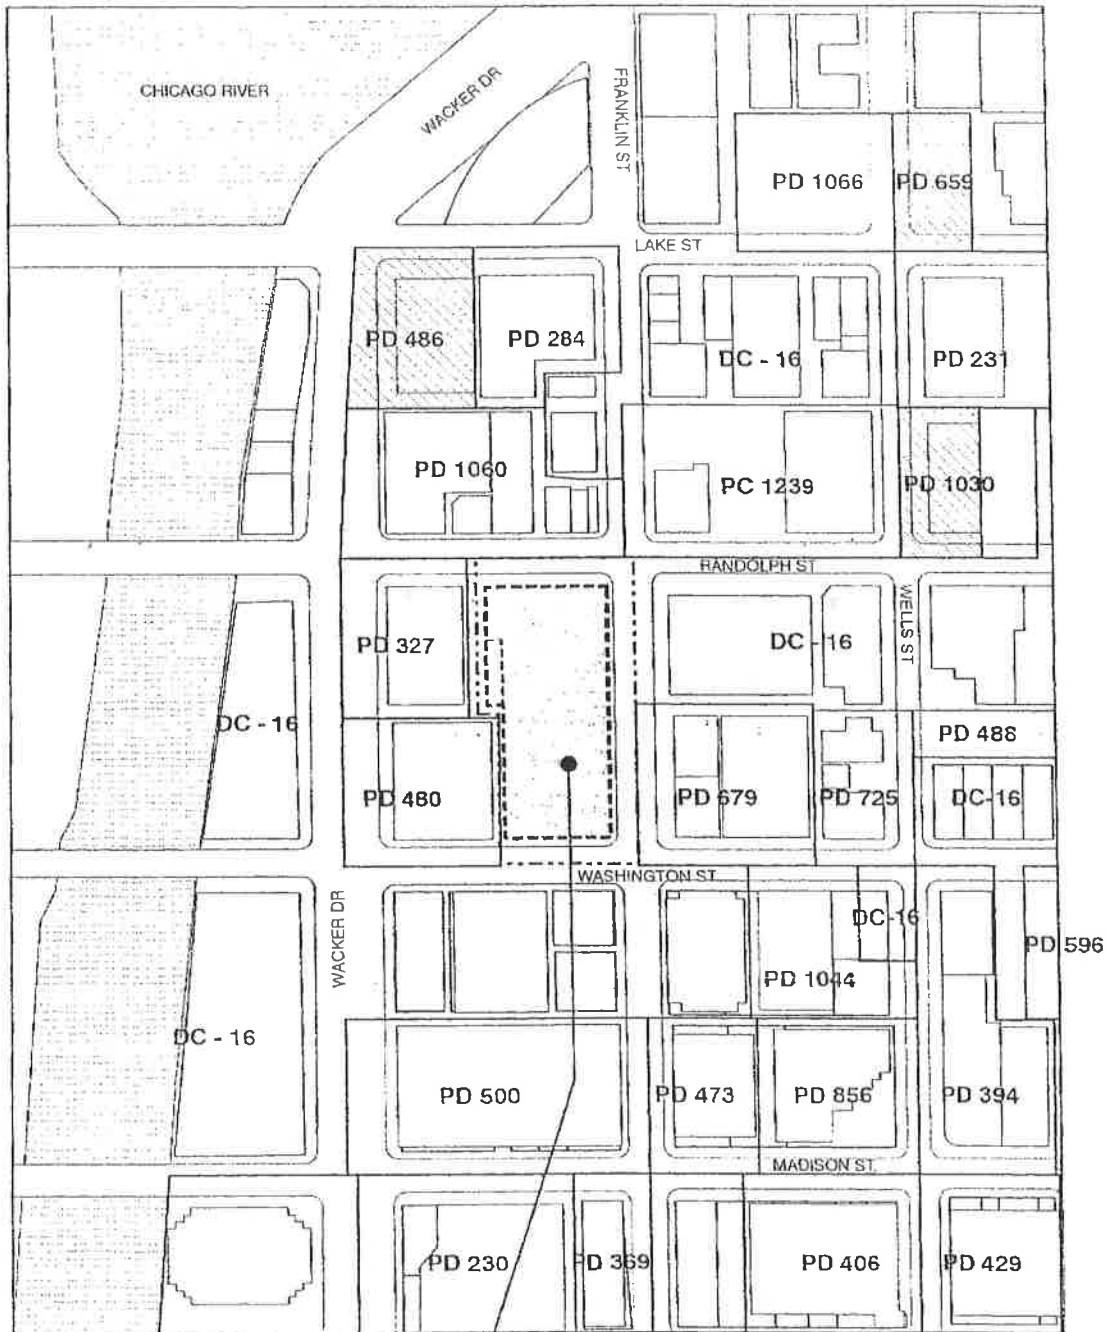 CHICAGO RIVER
WACKER DR
FRANKLIN ST
PD 1066
PD 659
LAKE ST
PD 486
PD 284
DC - 16
PD 231
PD 1060
PC 1239
PD 1030
RANDOLPH ST
PD 327
DC - 16
WELLS ST
DC - 16
PD 488
PD 480
PD 679
PD 725
DC-16
WASHINGTON ST
WACKER DR
DC-16
PD 596
PD 1044
DC - 16
PD 500
PD 473
PD 856
PD 394
MADISON ST
PD 230
PD 369
PD 406
PD 429